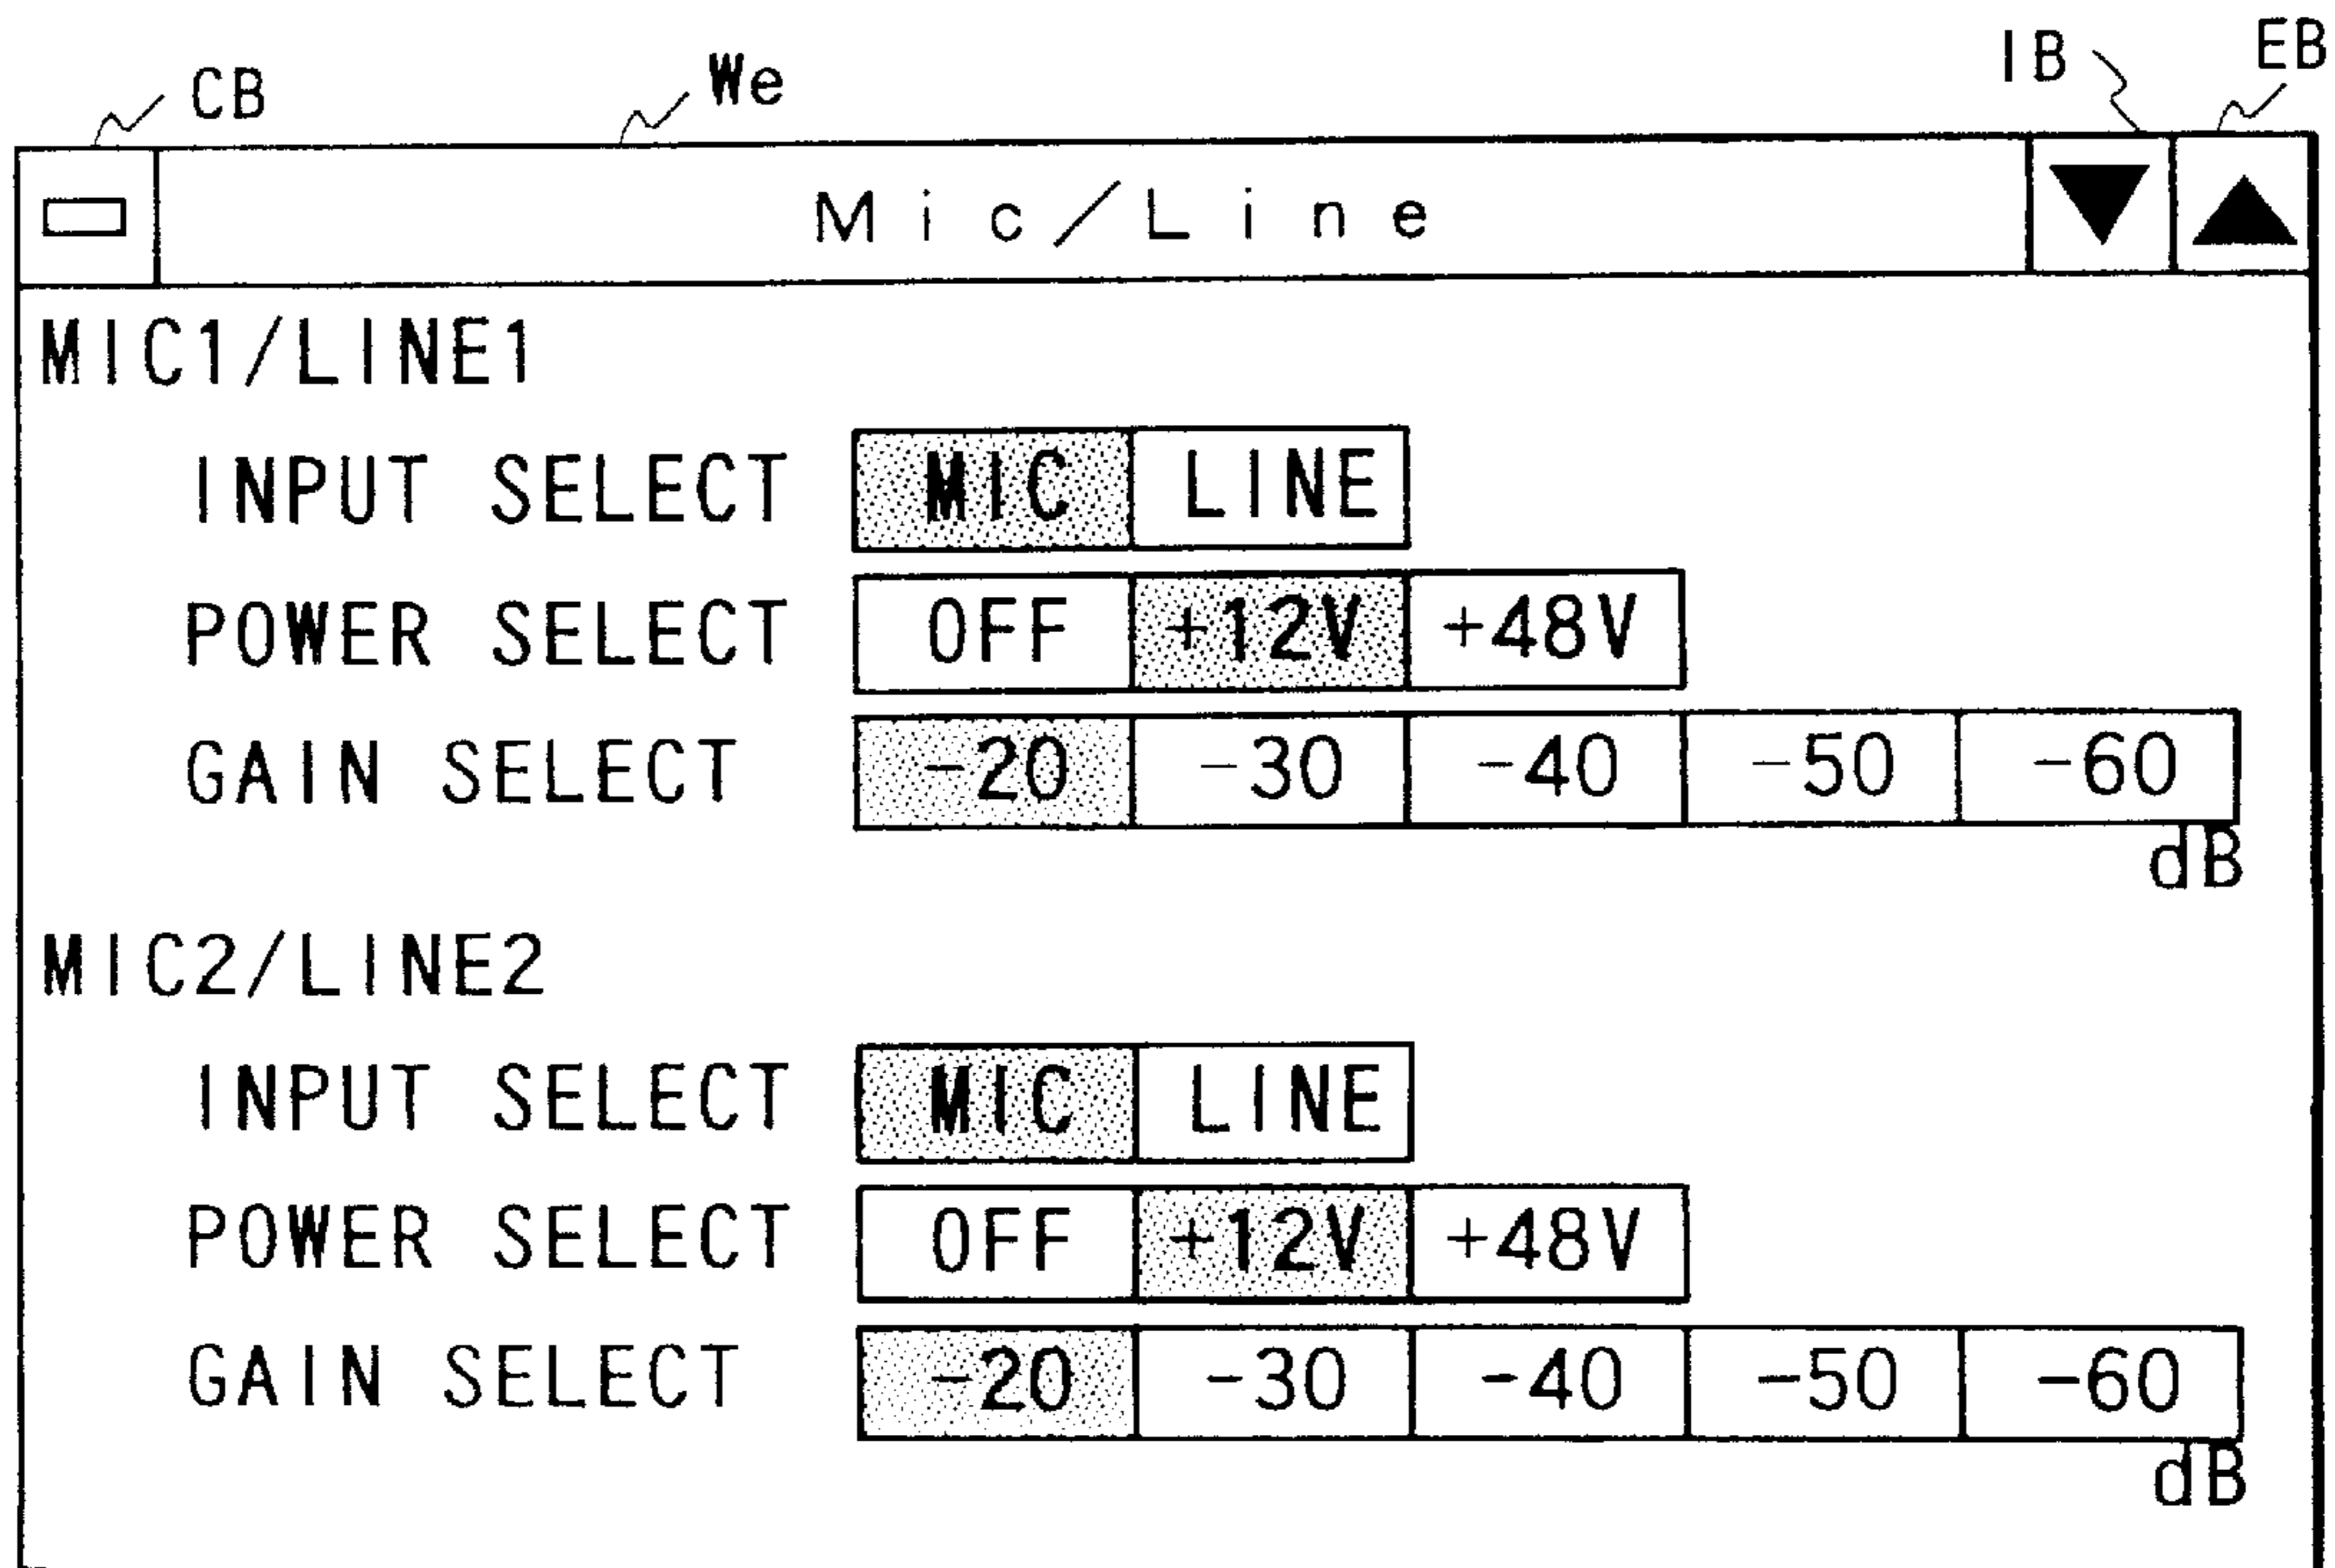 CB We IB EB
Mic/Line
MIC1/LINE1
INPUT SELECT MIC LINE
POWER SELECT OFF +12V +48V
GAIN SELECT -20 -30 -40 -50 -60
dB
MIC2/LINE2
INPUT SELECT MIC LINE
POWER SELECT OFF +12V +48V
GAIN SELECT -20 -30 -40 -50 -60
dB